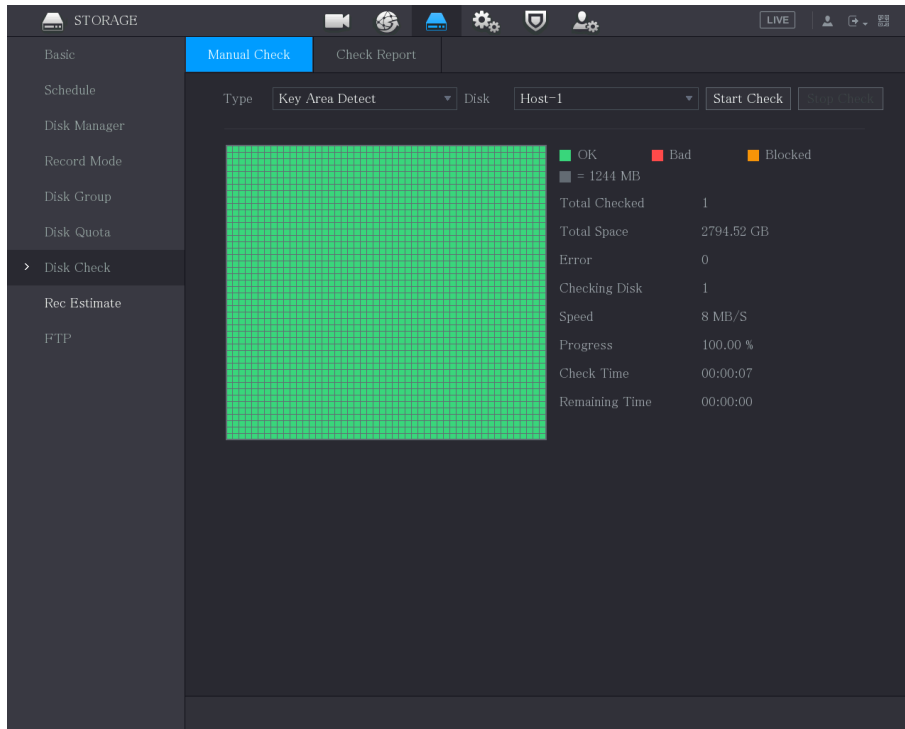 STORAGE
LIVE
Basic
Schedule
Disk Manager
Record Mode
Disk Group
Disk Quota
Disk Check
Rec Estimate
FTP
Manual Check
Check Report
Type
Key Area Detect
Disk
Host-1
Start Check
Stop Check
OK
Bad
Blocked
= 1244 MB
Total Checked 1
Total Space 2794.52 GB
Error 0
Checking Disk 1
Speed 8 MB/S
Progress 100.00 %
Check Time 00:00:07
Remaining Time 00:00:00